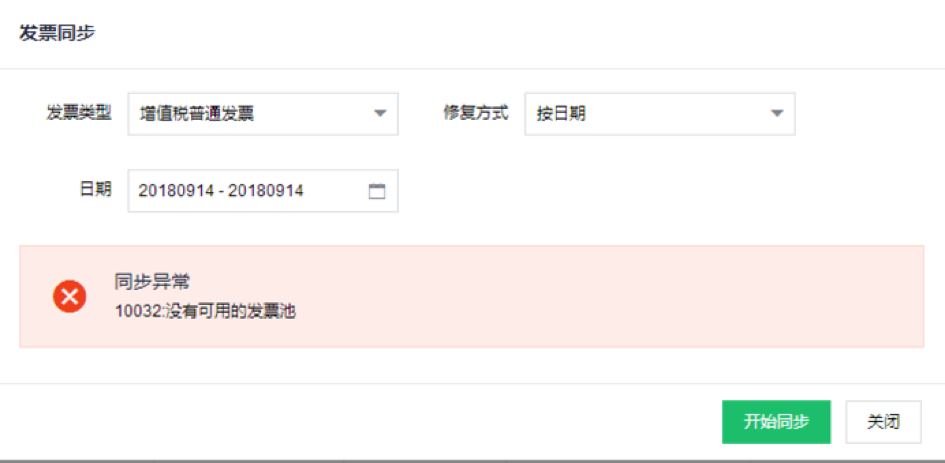 发票同步
发票类型 增值税普通发票 修复方式 按日期
日期 20180914 - 20180914
同步异常
10032:没有可用的发票池
开始同步 关闭